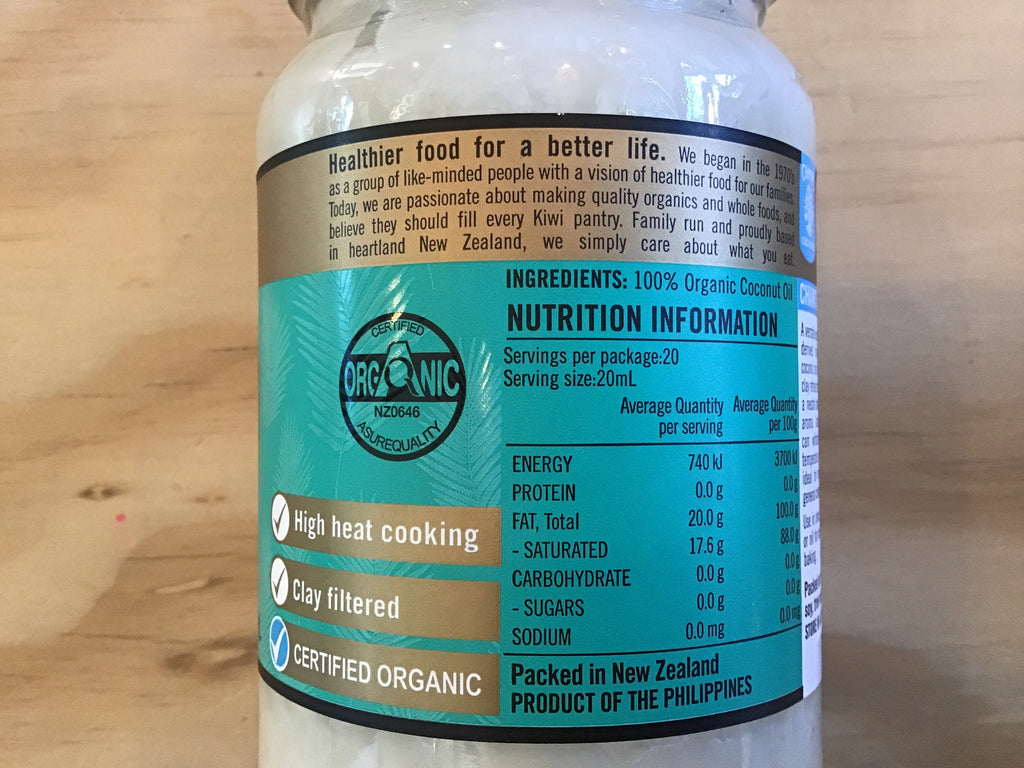 Healthier food for a better life. We began in the 1970's
as a group of like-minded people with a vision of healthier food for our families.
Today, we are passionate about making quality organics and whole foods, and
believe they should fill every Kiwi pantry. Family run and proudly based
in heartland New Zealand, we simply care about what you eat.
INGREDIENTS: 100% Organic Coconut Oil
NUTRITION INFORMATION
Servings per package:20
Serving size:20mL
Average Quantity Average Quantity
per serving per 100g
ENERGY 740 kJ 3700 kJ
PROTEIN 0.0 g 0.0 g
FAT, Total 20.0 g 100.0 g
- SATURATED 17.6 g 88.0 g
CARBOHYDRATE 0.0 g 0.0 g
- SUGARS 0.0 g 0.0 g
SODIUM 0.0 mg 0.0 mg
Packed in New Zealand
PRODUCT OF THE PHILIPPINES
CERTIFIED
ORGANIC
NZ0646
ASUREQUALITY
High heat cooking
Clay filtered
CERTIFIED ORGANIC